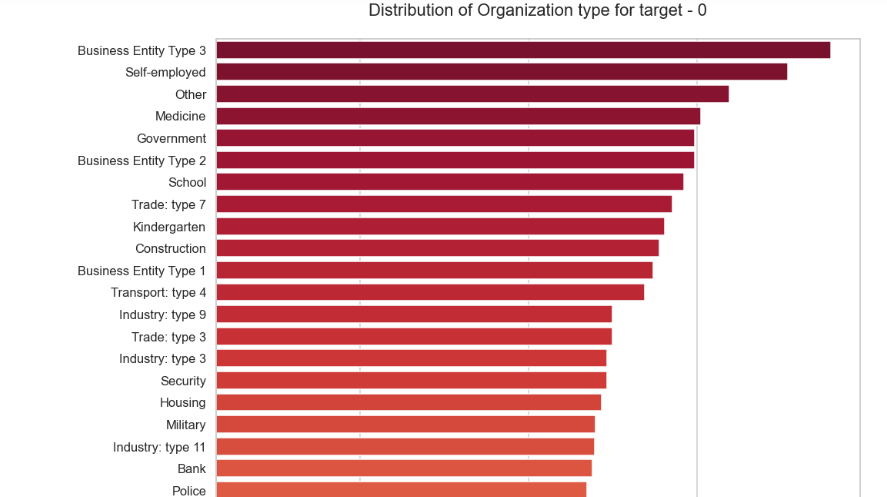 Distribution of Organization type for target - 0
Business Entity Type 3
Self-employed
Other
Medicine
Government
Business Entity Type 2
School
Trade: type 7
Kindergarten
Construction
Business Entity Type 1
Transport: type 4
Industry: type 9
Trade: type 3
Industry: type 3
Security
Housing
Military
Industry: type 11
Bank
Police